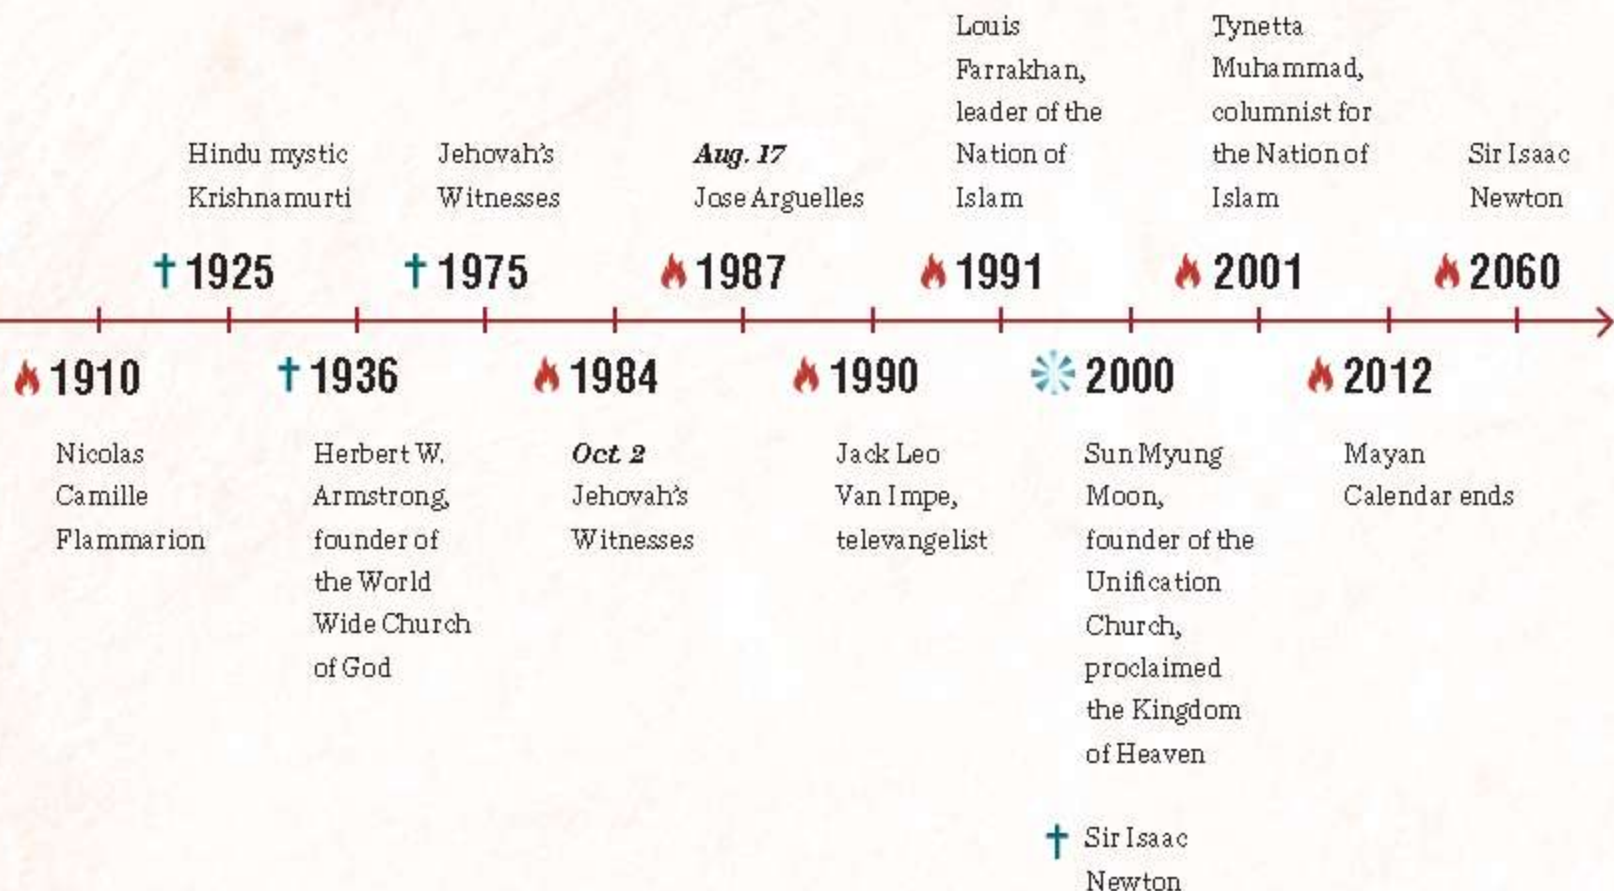 Hindu mystic
Krishnamurti
1925
Jehovah's
Witnesses
1975
Aug. 17
Jose Arguelles
1987
Louis
Farrakhan,
leader of the
Nation of
Islam
1991
Tynetta
Muhammad,
columnist for
the Nation of
Islam
2001
Sir Isaac
Newton
2060
1910
Nicolas
Camille
Flammarion
1936
Herbert W.
Armstrong,
founder of
the World
Wide Church
of God
1984
Oct. 2
Jehovah's
Witnesses
1990
Jack Leo
Van Impe,
televangelist
2000
Sun Myung
Moon,
founder of the
Unification
Church,
proclaimed
the Kingdom
of Heaven
Sir Isaac
Newton
2012
Mayan
Calendar ends